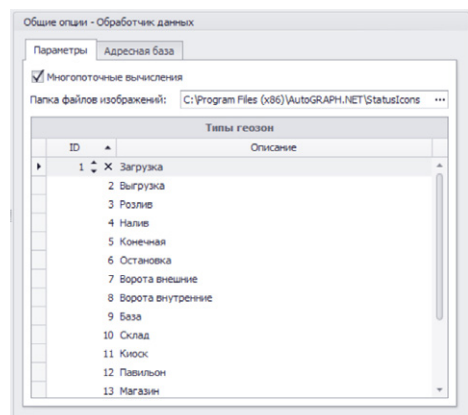 Общие опции - Обработчик данных
Параметры Адресная база
Многопоточные вычисления
Папка файлов изображений: C:\Program Files (x86)\AutoGRAPH.NET\StatusIcons ...
Типы геозон
ID Описание
1 Загрузка
2 Выгрузка
3 Розлив
4 Налив
5 Конечная
6 Остановка
7 Ворота внешние
8 Ворота внутренние
9 База
10 Склад
11 Киоск
12 Павильон
13 Магазин